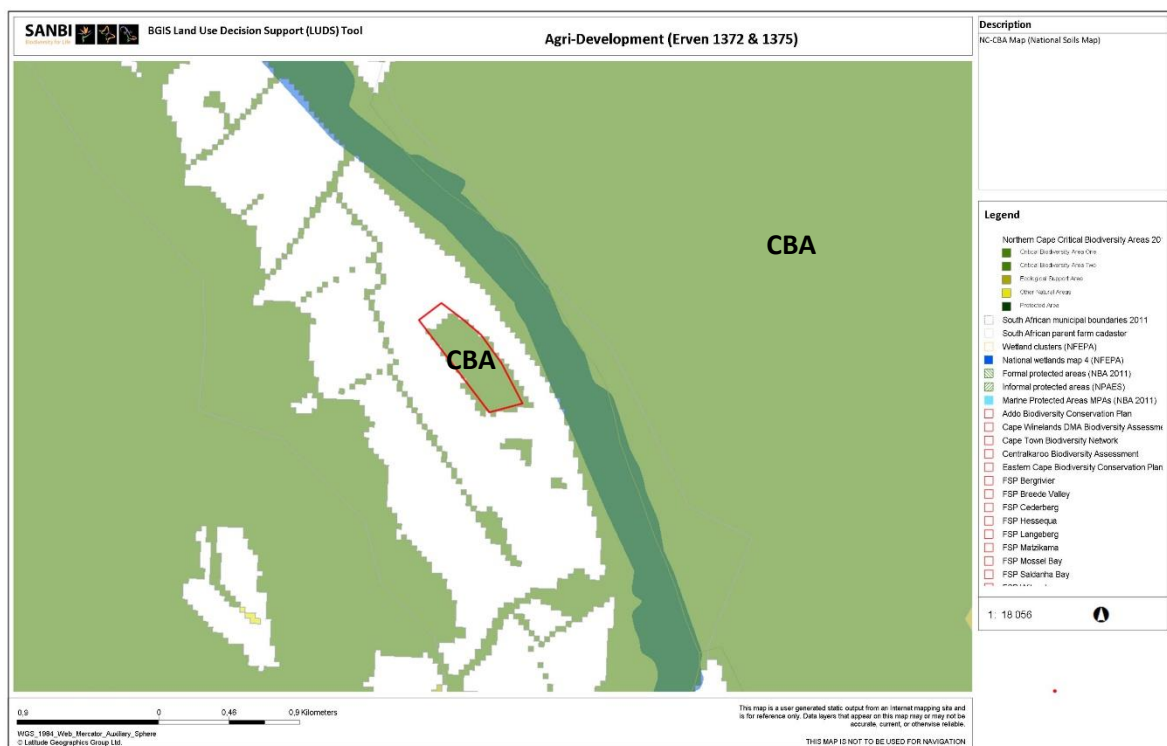 SANBI
Biodiversity for Life
BGIS Land Use Decision Support (LUDS) Tool
Agri-Development (Erven 1372 & 1375)
Description
NC-CBA Map (National Soils Map)
CBA
CBA
Legend
Northern Cape Critical Biodiversity Areas 20
Critical Biodiversity Area One
Critical Biodiversity Area Two
Ecological Support Area
Other Natural Areas
Protected Area
South African municipal boundaries 2011
South African parent farm cadaster
Wetland clusters (NFEPA)
National wetlands map 4 (NFEPA)
Formal protected areas (NBA 2011)
Informal protected areas (NPAES)
Marine Protected Areas MPAs (NBA 2011)
Addo Biodiversity Conservation Plan
Cape Winelands DMA Biodiversity Assessme
Cape Town Biodiversity Network
Centralkaroo Biodiversity Assessment
Eastern Cape Biodiversity Conservation Plan
FSP Bergrivier
FSP Breede Valley
FSP Cederberg
FSP Hessequa
FSP Langeberg
FSP Matzikama
FSP Mossel Bay
FSP Saldanha Bay
1: 18 056
0,9 0 0,46 0,9 Kilometers
WGS_1984_Web_Mercator_Auxiliary_Sphere
© Latitude Geographics Group Ltd.
This map is a user generated static output from an Internet mapping site and
is for reference only. Data layers that appear on this map may or may not be
accurate, current, or otherwise reliable.
THIS MAP IS NOT TO BE USED FOR NAVIGATION